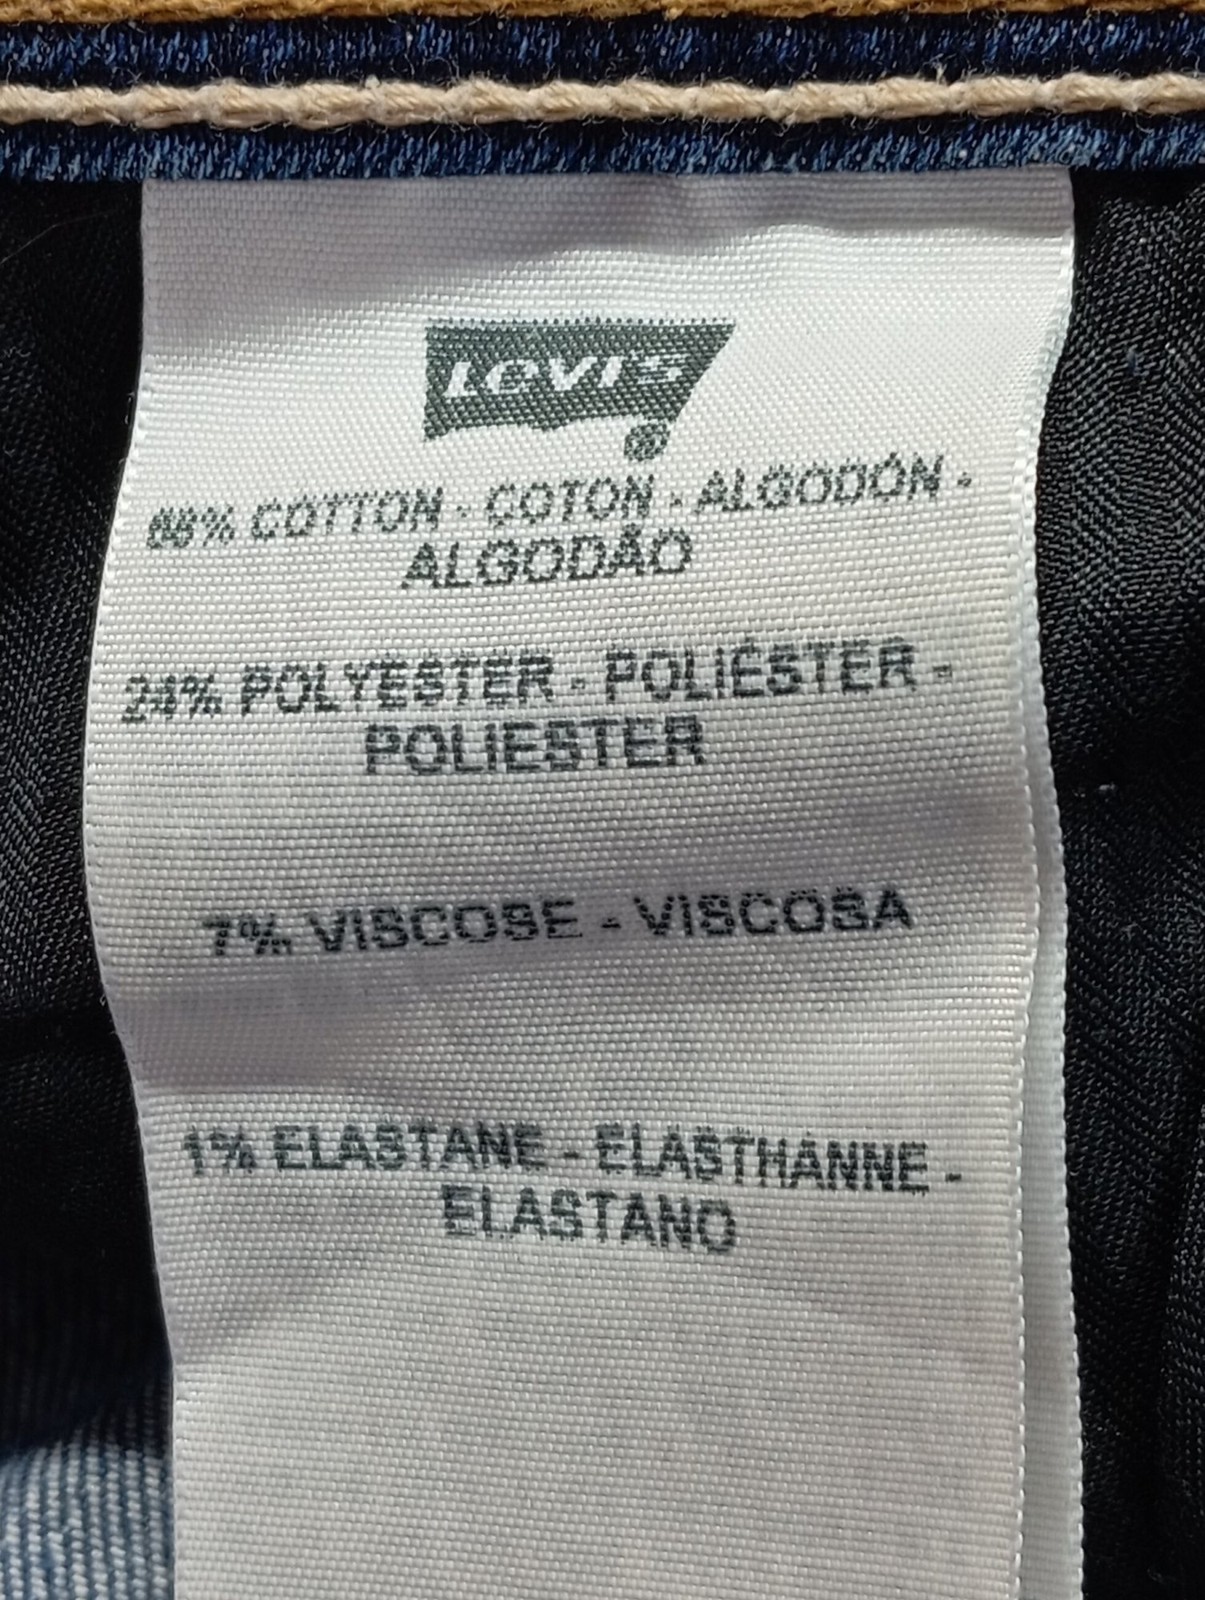 LEVI'S
®
68% COTTON - COTON - ALGODÓN -
ALGODÃO
24% POLYESTER - POLIÉSTER -
POLIESTER
7% VISCOSE - VISCOSA
1% ELASTANE - ELASTHANNE -
ELASTANO